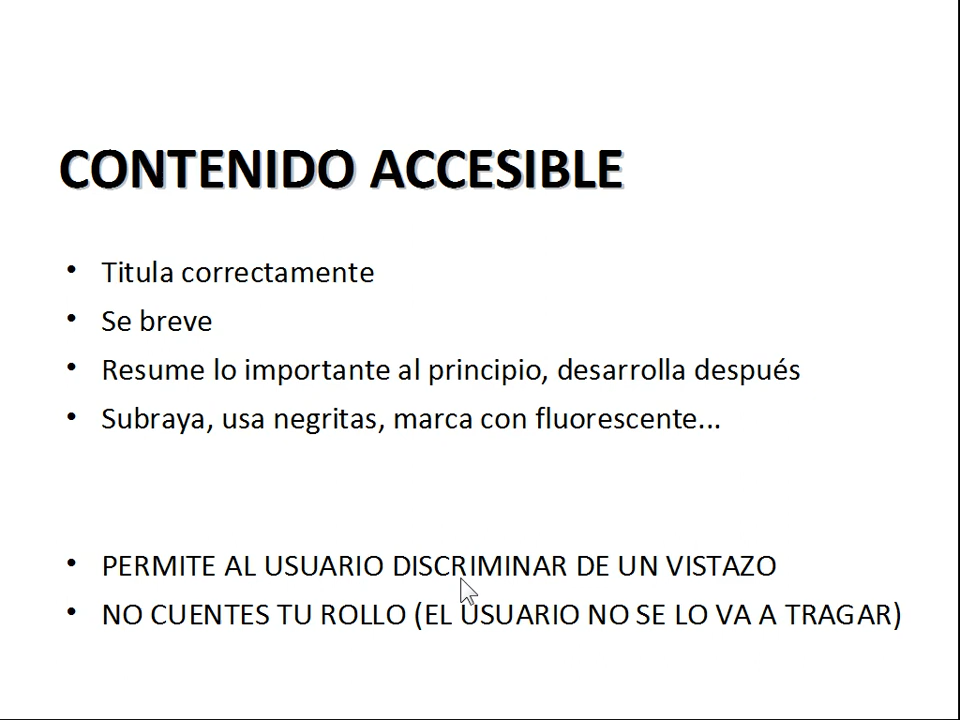 CONTENIDO ACCESIBLE
• Titula correctamente
• Se breve
• Resume lo importante al principio, desarrolla después
• Subraya, usa negritas, marca con fluorescente...
• PERMITE AL USUARIO DISCRIMINAR DE UN VISTAZO
• NO CUENTES TU ROLLO (EL USUARIO NO SE LO VA A TRAGAR)